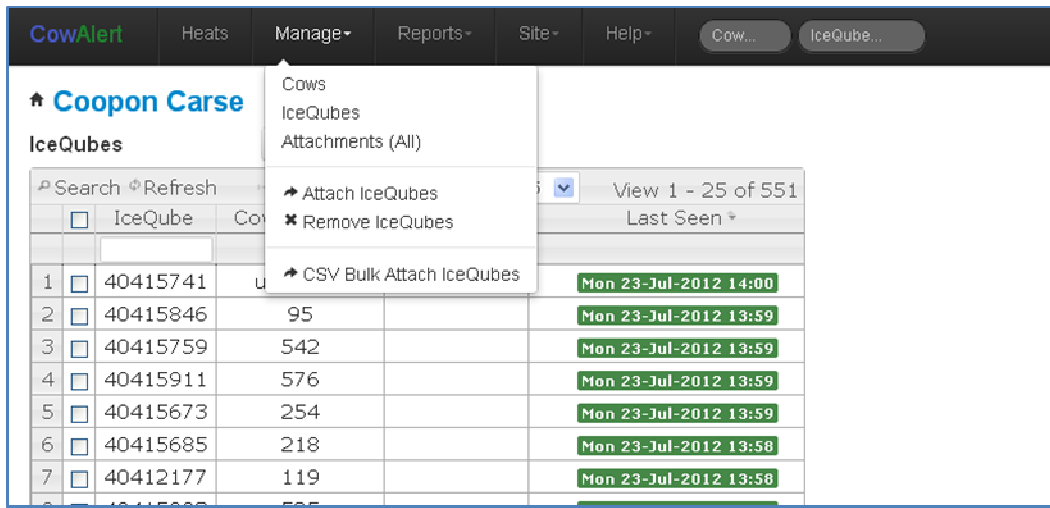 CowAlert Heats Manage Reports Site Help Cow... IceQube...
Cows
Coopon Carse
IceQubes
Attachments (All)
IceQubes
Attach IceQubes
Search Refresh View 1 - 25 of 551
Remove IceQubes
IceQube Last Seen
CSV Bulk Attach IceQubes
1 40415741 Mon 23-Jul-2012 14:00
2 40415846 95 Mon 23-Jul-2012 13:59
3 40415759 542 Mon 23-Jul-2012 13:59
4 40415911 576 Mon 23-Jul-2012 13:59
5 40415673 254 Mon 23-Jul-2012 13:59
6 40415685 218 Mon 23-Jul-2012 13:58
7 40412177 119 Mon 23-Jul-2012 13:58